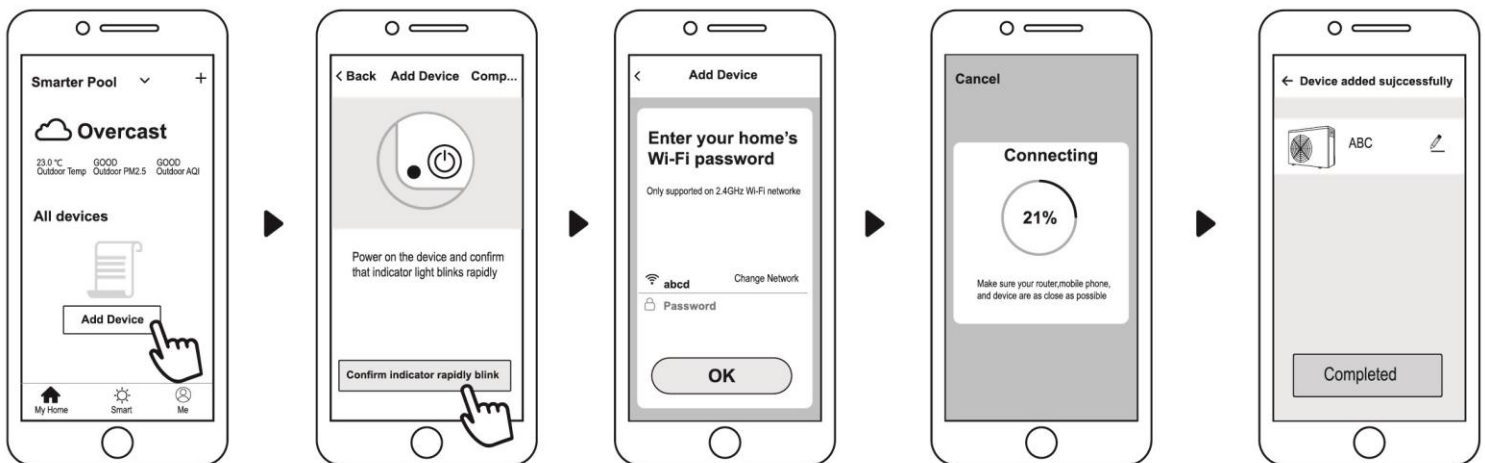 Smarter Pool +
Overcast
23.0 °C GOOD GOOD
Outdoor Temp Outdoor PM2.5 Outdoor AQI
All devices
Add Device
My Home Smart Me
< Back Add Device Comp...
Power on the device and confirm
that indicator light blinks rapidly
Confirm indicator rapidly blink
< Add Device
Enter your home's
Wi-Fi password
Only supported on 2.4GHz Wi-Fi networke
abcd Change Network
Password
OK
Cancel
Connecting
21%
Make sure your router,mobile phone,
and device are as close as possible
← Device added sujccessfully
ABC
Completed